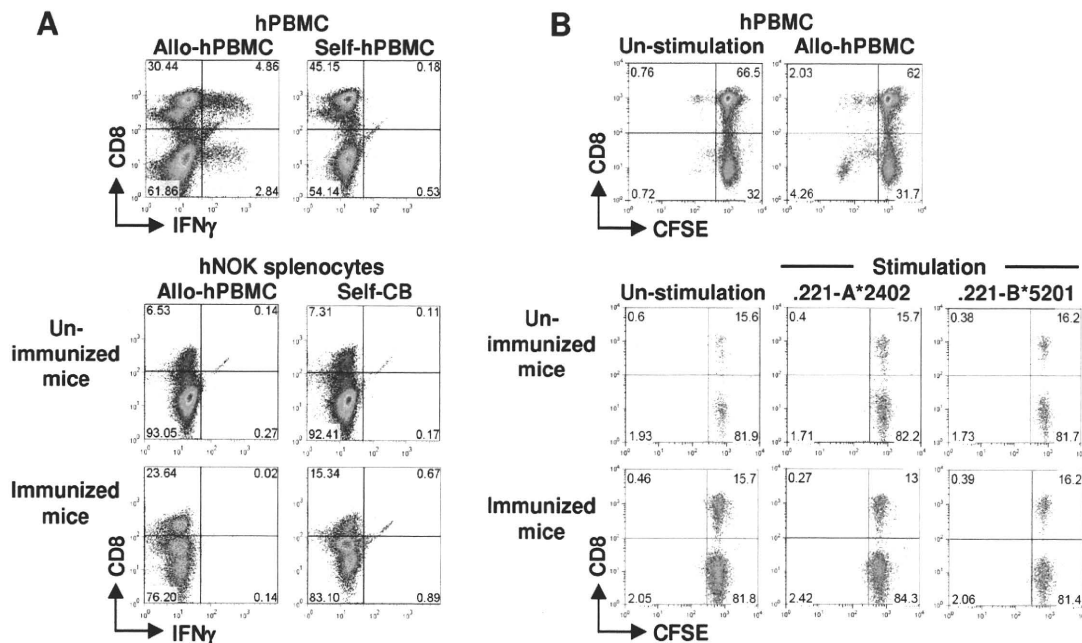 A
hPBMC
Allo-hPBMC
Self-hPBMC
30.44 4.86
61.86 2.84
45.15 0.18
54.14 0.53
CD8
IFNγ
hNOK splenocytes
Allo-hPBMC
Self-CB
Un-
immunized
mice
6.53 0.14
93.05 0.27
7.31 0.11
92.41 0.17
Immunized
mice
23.64 0.02
76.20 0.14
15.34 0.67
83.10 0.89
CD8
IFNγ
B
hPBMC
Un-stimulation
Allo-hPBMC
0.76 66.5
0.72 32
2.03 62
4.26 31.7
CD8
CFSE
Stimulation
Un-stimulation
.221-A*2402
.221-B*5201
Un-
immunized
mice
0.6 15.6
1.93 81.9
0.4 15.7
1.71 82.2
0.38 16.2
1.73 81.7
Immunized
mice
0.46 15.7
2.05 81.8
0.27 13
2.42 84.3
0.39 16.2
2.06 81.4
CD8
CFSE